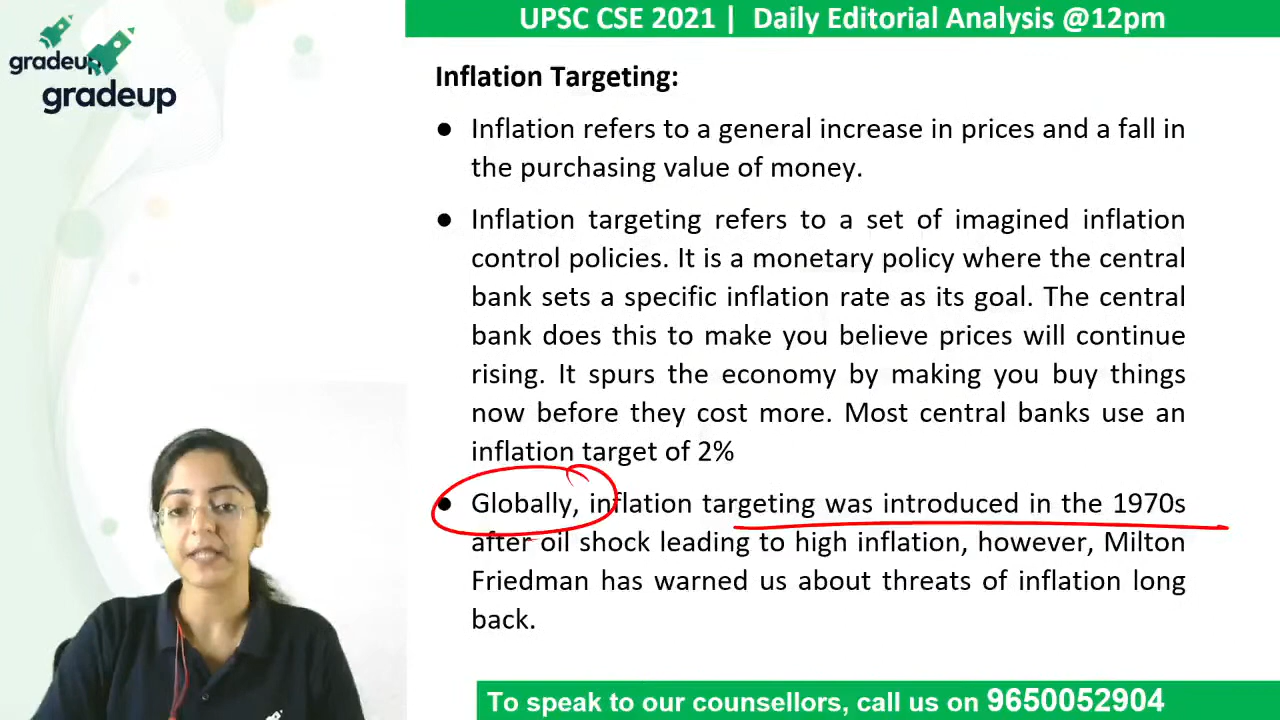 UPSC CSE 2021 | Daily Editorial Analysis @12pm
gradeup
gradeup
Inflation Targeting:
● Inflation refers to a general increase in prices and a fall in
the purchasing value of money.
● Inflation targeting refers to a set of imagined inflation
control policies. It is a monetary policy where the central
bank sets a specific inflation rate as its goal. The central
bank does this to make you believe prices will continue
rising. It spurs the economy by making you buy things
now before they cost more. Most central banks use an
inflation target of 2%
● Globally, inflation targeting was introduced in the 1970s
after oil shock leading to high inflation, however, Milton
Friedman has warned us about threats of inflation long
back.
To speak to our counsellors, call us on 9650052904